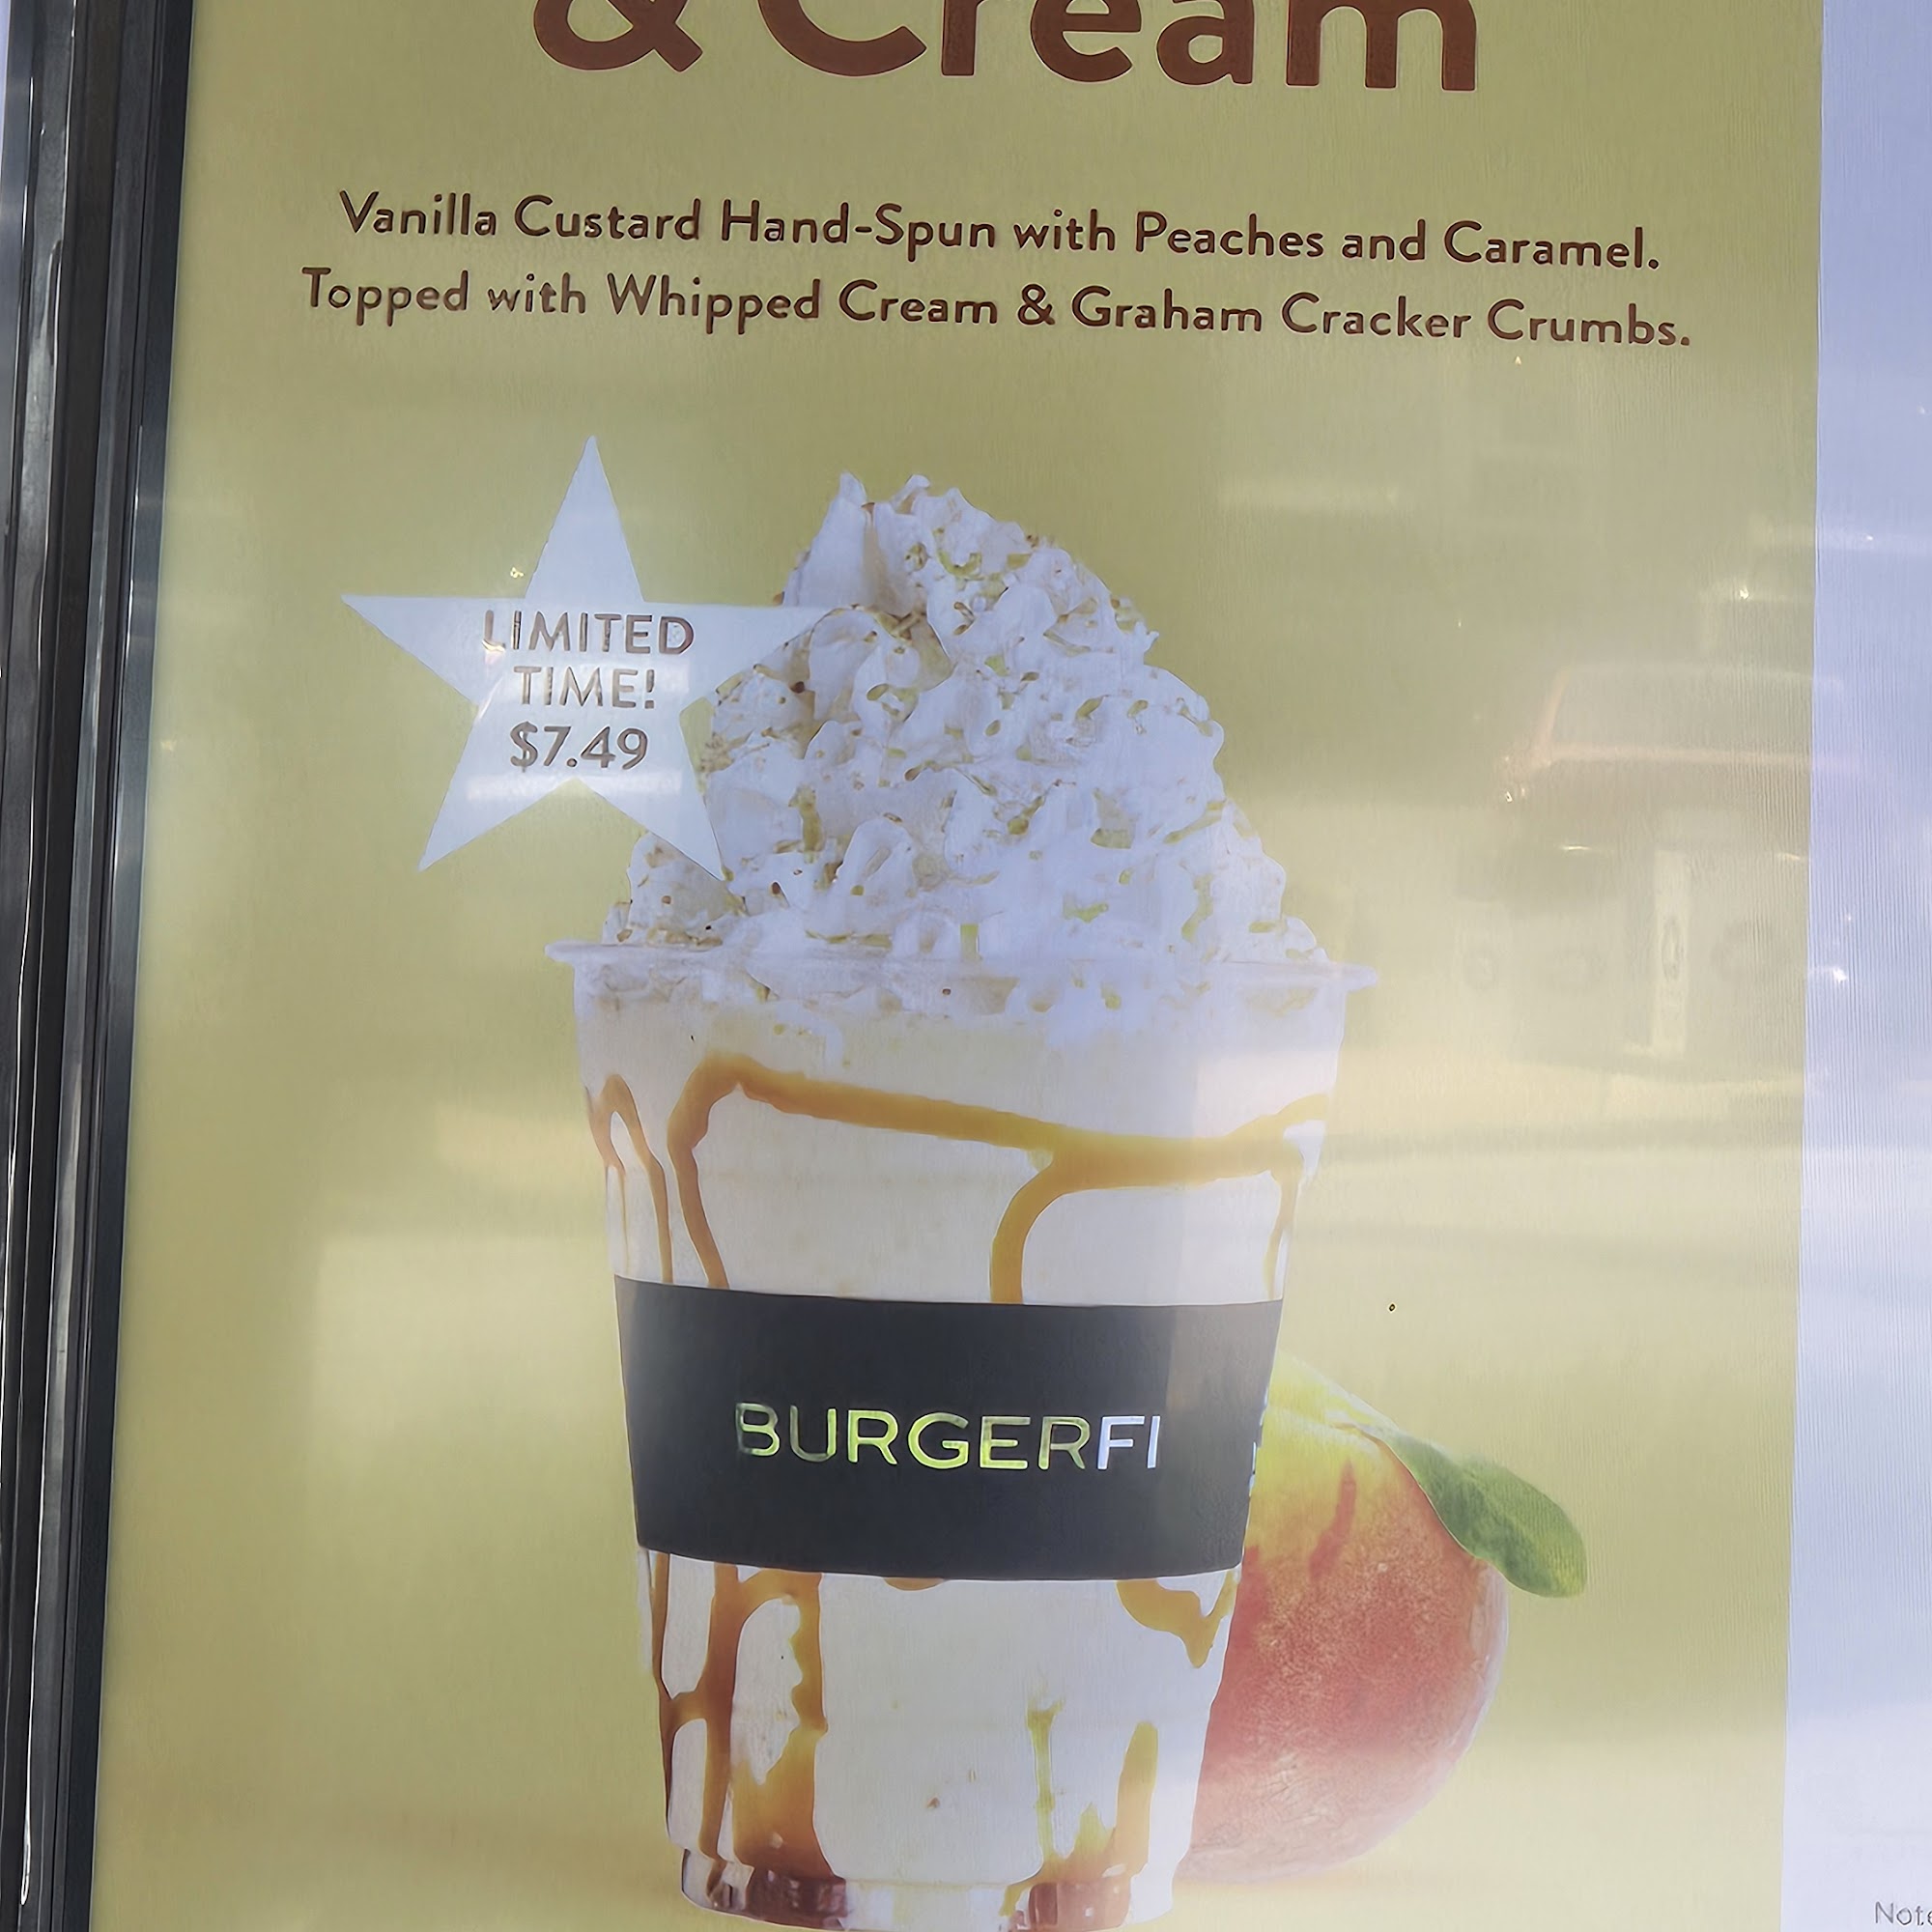 & Cream
Vanilla Custard Hand-Spun with Peaches and Caramel.
Topped with Whipped Cream & Graham Cracker Crumbs.
LIMITED
TIME!
$7.49
BURGERFI
Note